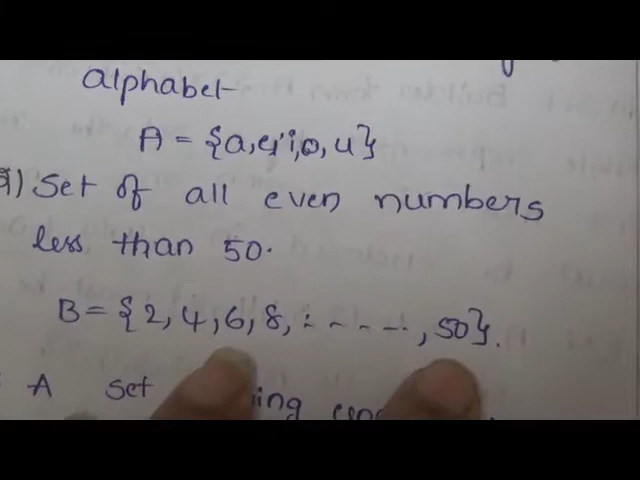 alphabet
A = {a, e, i, o, u}
Set of all even numbers
less than 50.
B = {2, 4, 6, 8, : - - - - -, 50}.
A set